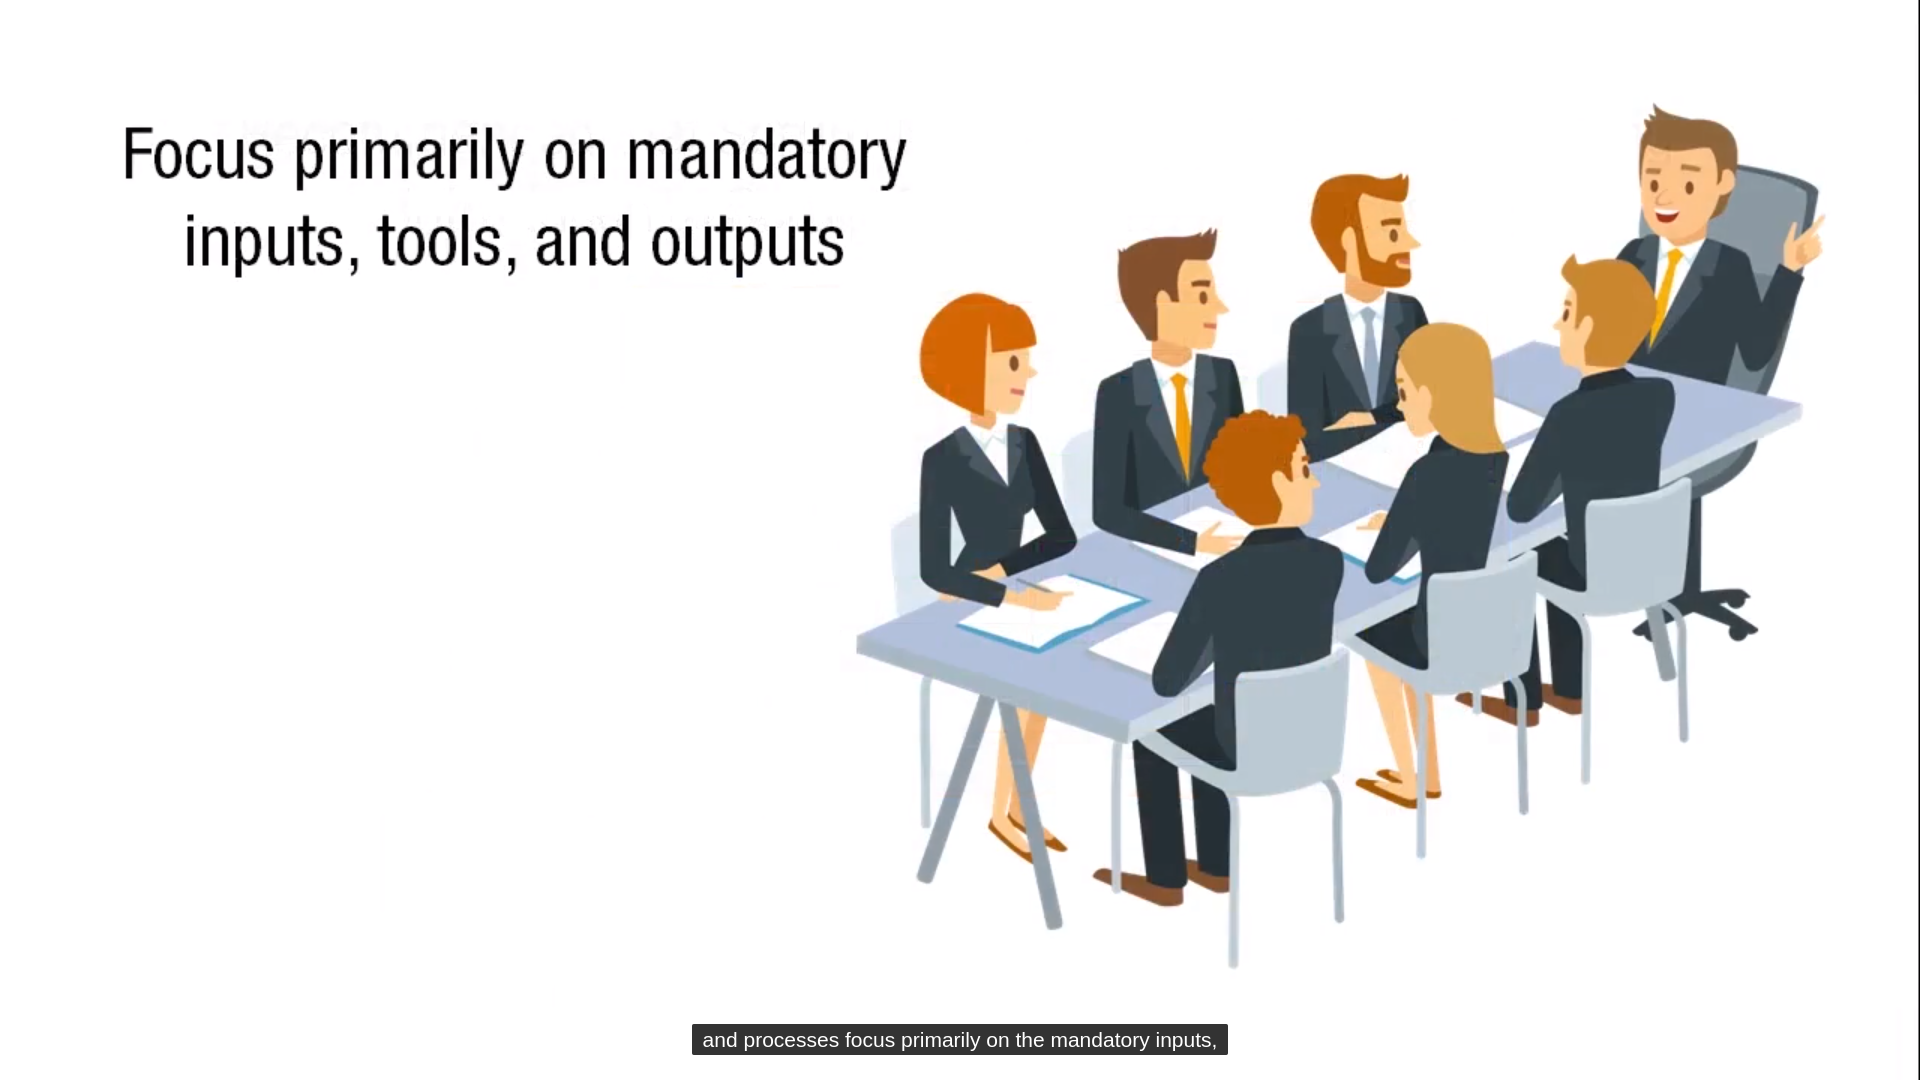 Focus primarily on mandatory
inputs, tools, and outputs
and processes focus primarily on the mandatory inputs,